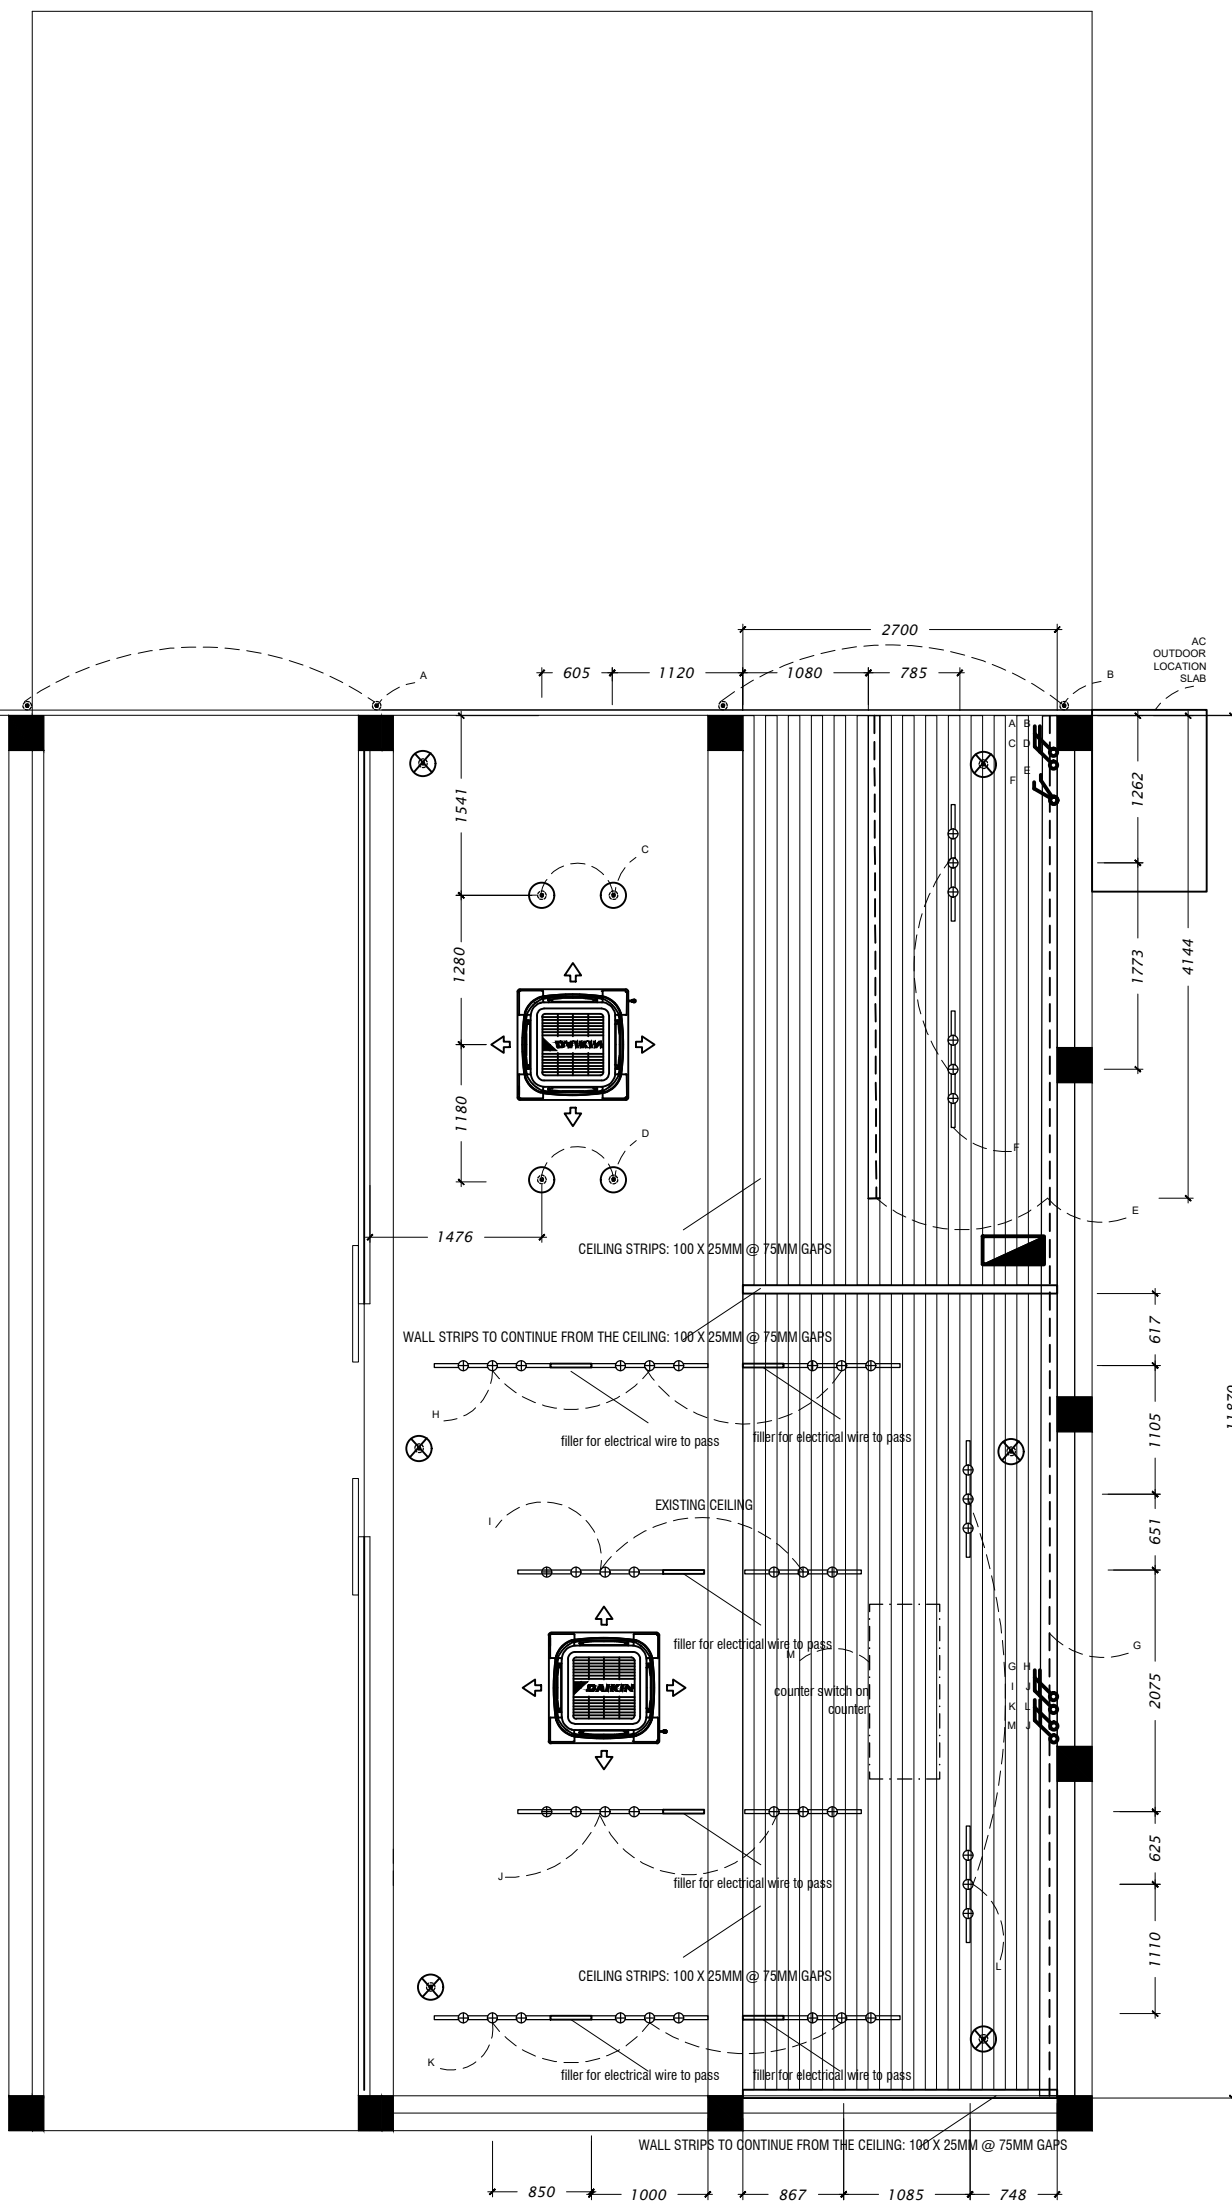 2700
AC
OUTDOOR
LOCATION
SLAB
605
1120
1080
785
A
B
A B
C D
E
F
1541
1262
C
1280
1773
4144
DAIKIN
1180
D
F
E
1476
CEILING STRIPS: 100 X 25MM @ 75MM GAPS
617
WALL STRIPS TO CONTINUE FROM THE CEILING: 100 X 25MM @ 75MM GAPS
11870
H
filler for electrical wire to pass
filler for electrical wire to pass
1105
EXISTING CEILING
I
651
filler for electrical wire to pass
M
G
G H
I J
K L
M J
counter switch on
counter
DAIKIN
2075
J
filler for electrical wire to pass
625
L
CEILING STRIPS: 100 X 25MM @ 75MM GAPS
1110
K
filler for electrical wire to pass
filler for electrical wire to pass
WALL STRIPS TO CONTINUE FROM THE CEILING: 100 X 25MM @ 75MM GAPS
850
1000
867
1085
748